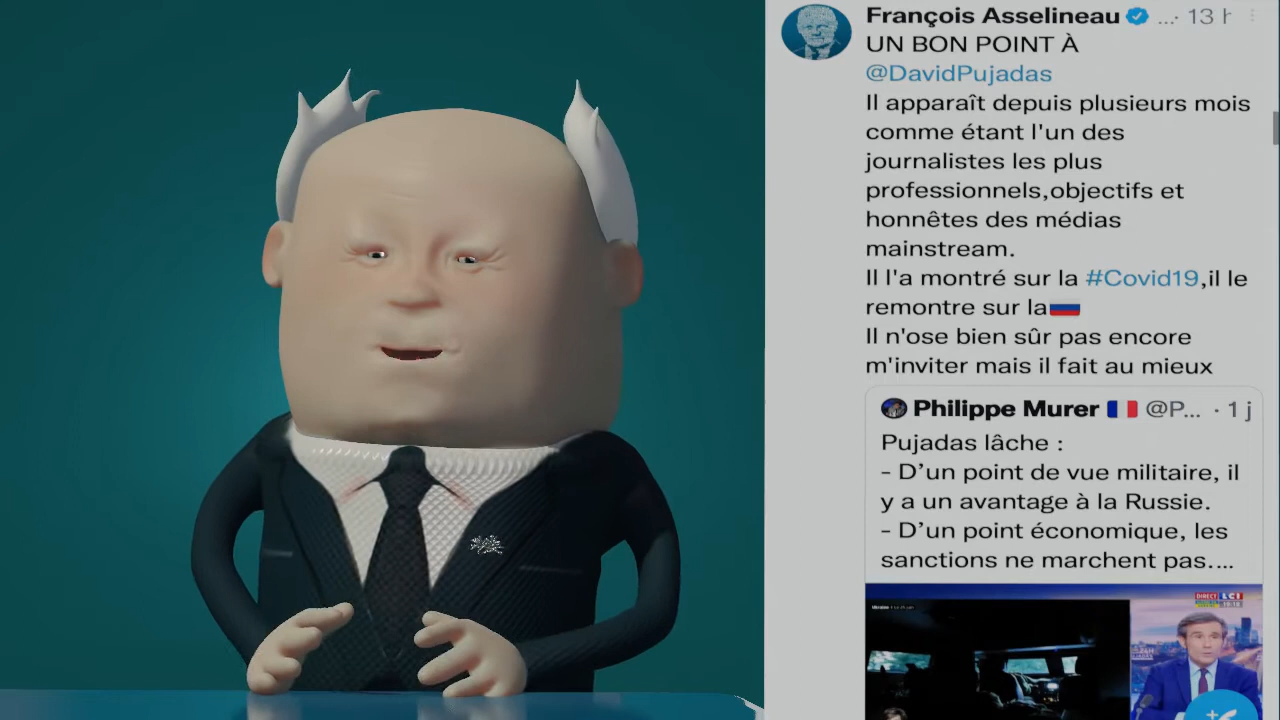 François Asselineau ...· 13 h
UN BON POINT À
@DavidPujadas
Il apparaît depuis plusieurs mois
comme étant l'un des
journalistes les plus
professionnels,objectifs et
honnêtes des médias
mainstream.
Il l'a montré sur la #Covid19,il le
remontre sur la
Il n'ose bien sûr pas encore
m'inviter mais il fait au mieux
Philippe Murer @P... · 1 j
Pujadas lâche :
- D’un point de vue militaire, il
y a un avantage à la Russie.
- D’un point économique, les
sanctions ne marchent pas....
DIRECT LCI